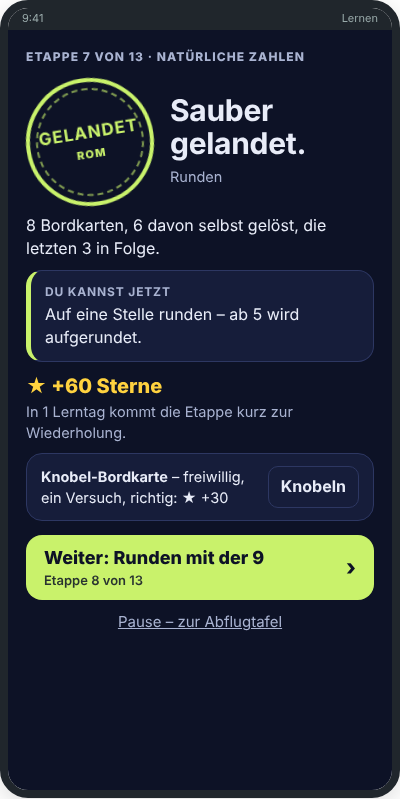 9:41
Lernen
ETAPPE 7 VON 13 · NATÜRLICHE ZAHLEN
GELANDET
ROM
Sauber
gelandet.
Runden
8 Bordkarten, 6 davon selbst gelöst, die
letzten 3 in Folge.
DU KANNST JETZT
Auf eine Stelle runden – ab 5 wird
aufgerundet.
★ +60 Sterne
In 1 Lerntag kommt die Etappe kurz zur
Wiederholung.
Knobel-Bordkarte – freiwillig,
ein Versuch, richtig: ★ +30
Knobeln
Weiter: Runden mit der 9
Etappe 8 von 13
›
Pause – zur Abflugtafel